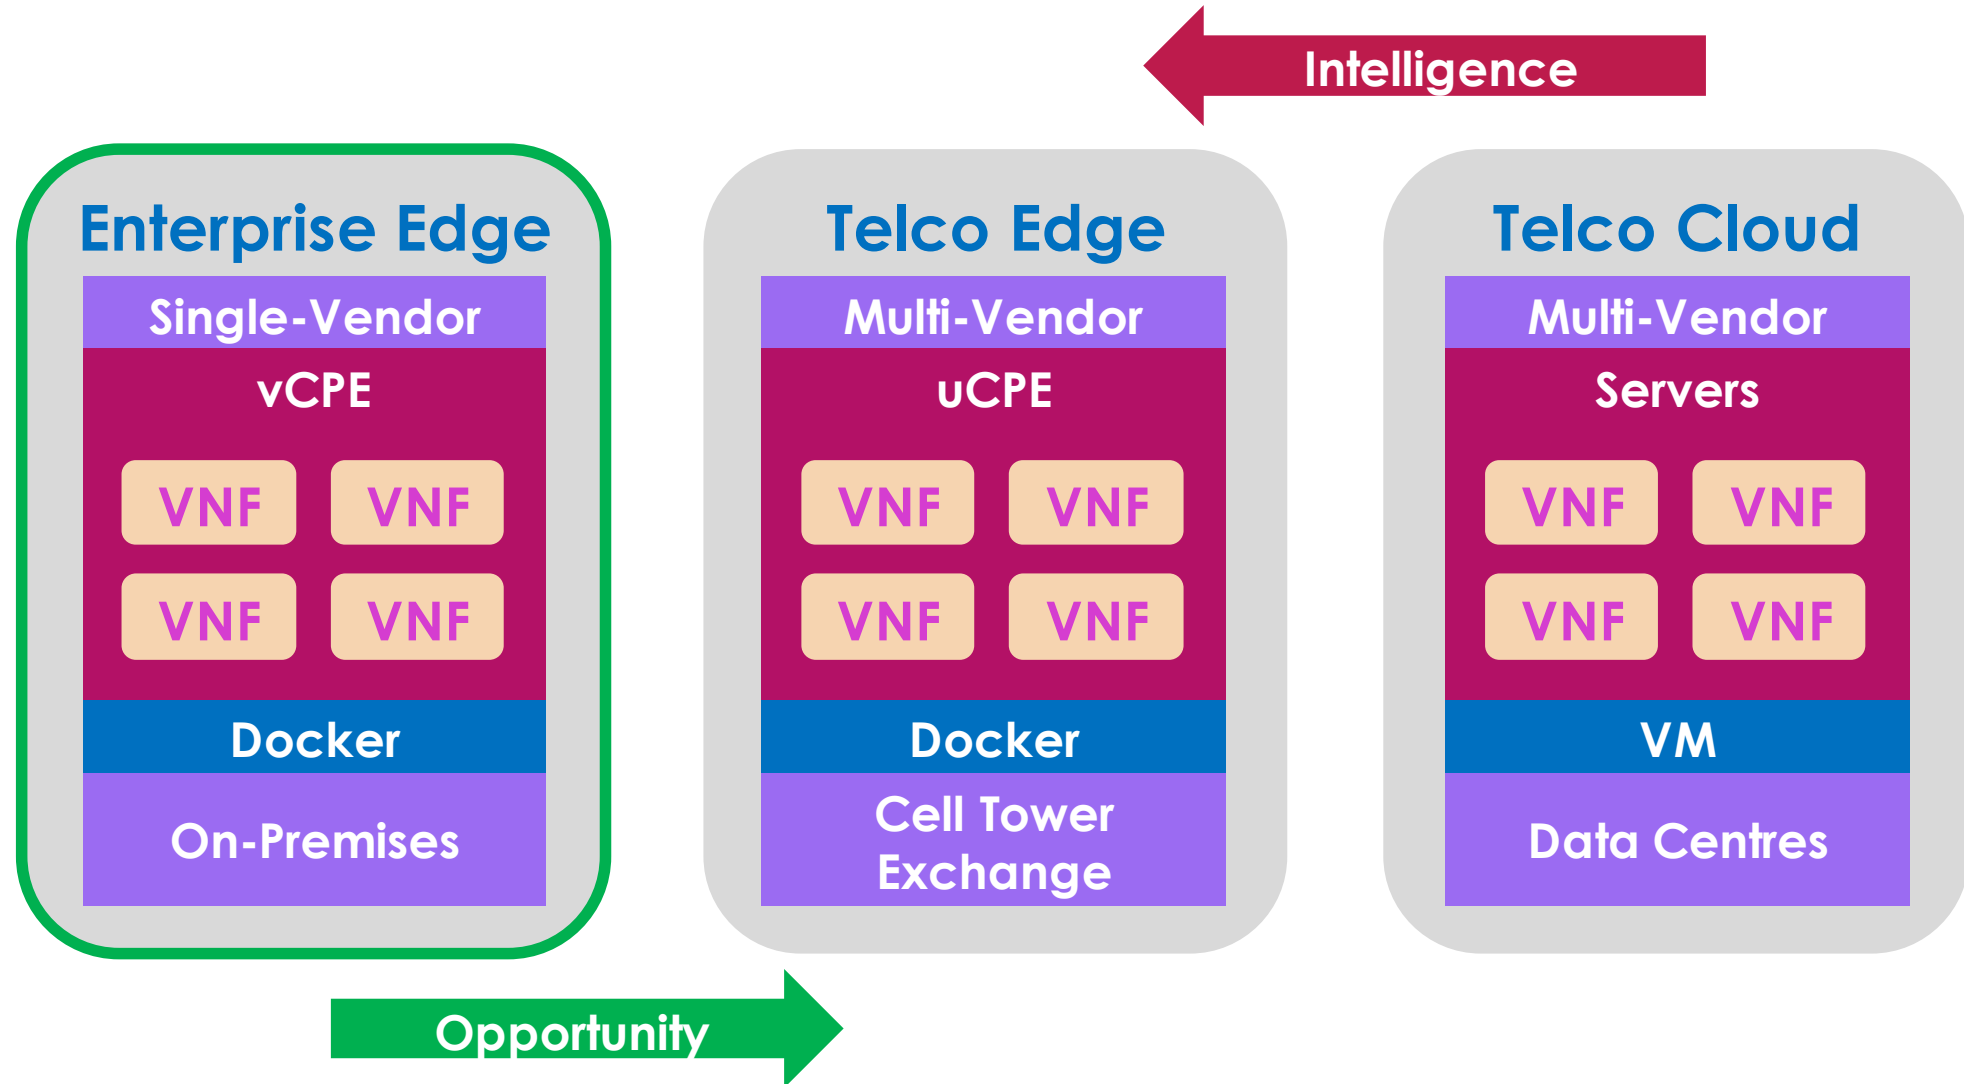 Intelligence
Enterprise Edge
Single-Vendor
vCPE
VNF VNF
VNF VNF
Docker
On-Premises
Telco Edge
Multi-Vendor
uCPE
VNF VNF
VNF VNF
Docker
Cell Tower
Exchange
Telco Cloud
Multi-Vendor
Servers
VNF VNF
VNF VNF
VM
Data Centres
Opportunity